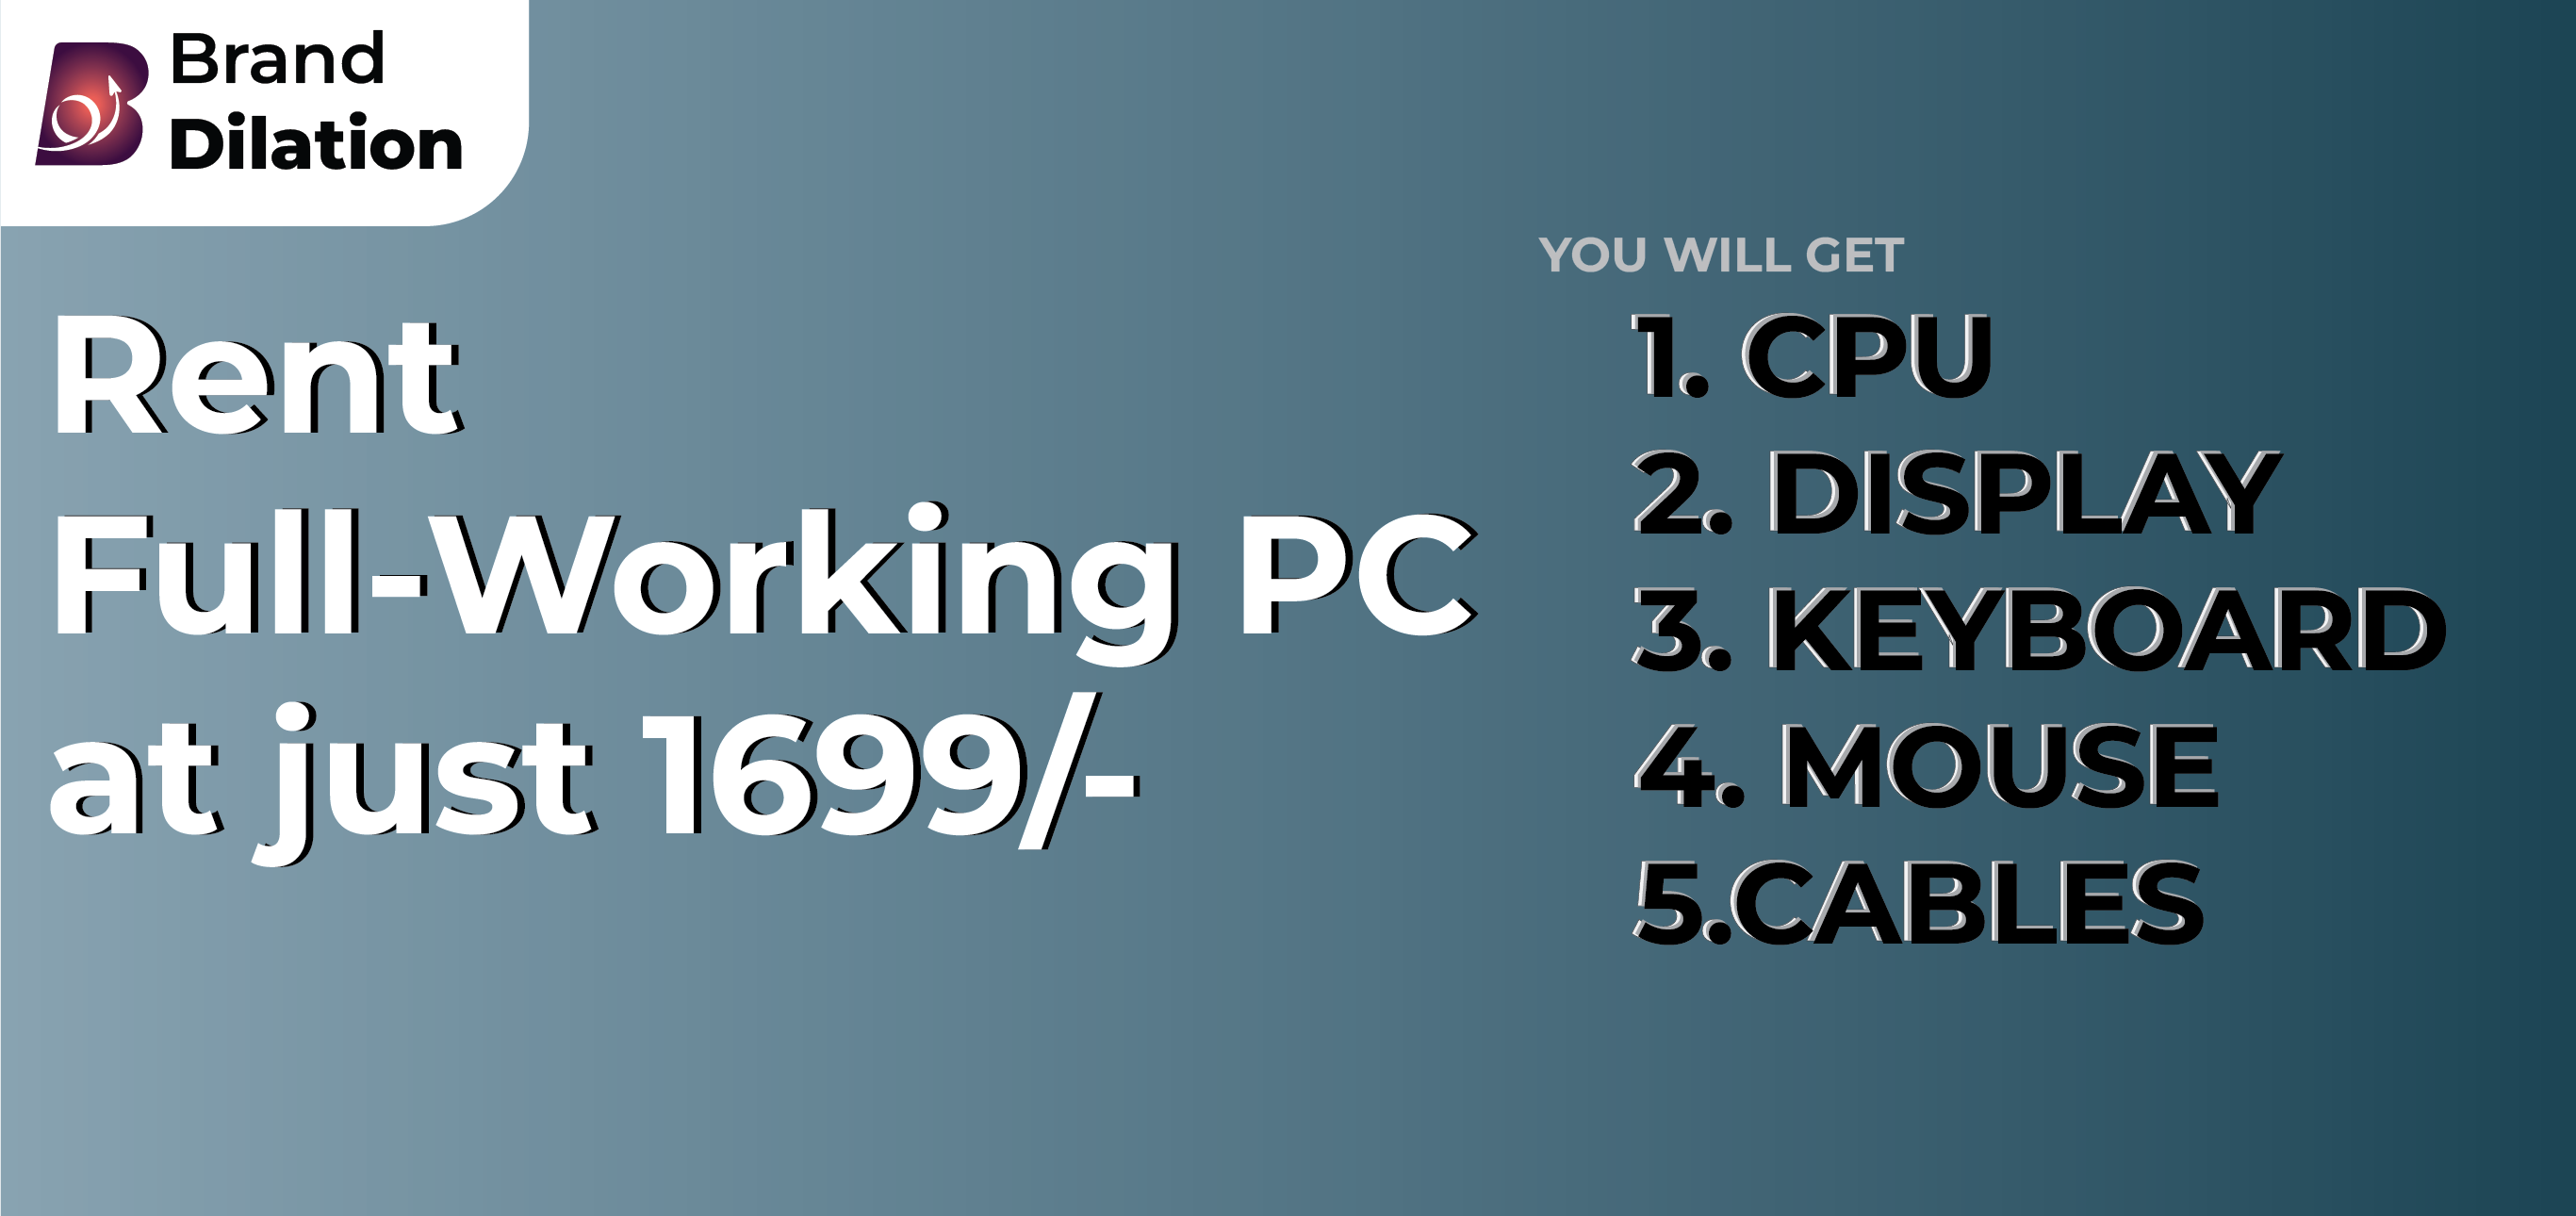 Brand
Dilation
Rent
Full-Working PC
at just 1699/-
YOU WILL GET
1. CPU
2. DISPLAY
3. KEYBOARD
4. MOUSE
5.CABLES